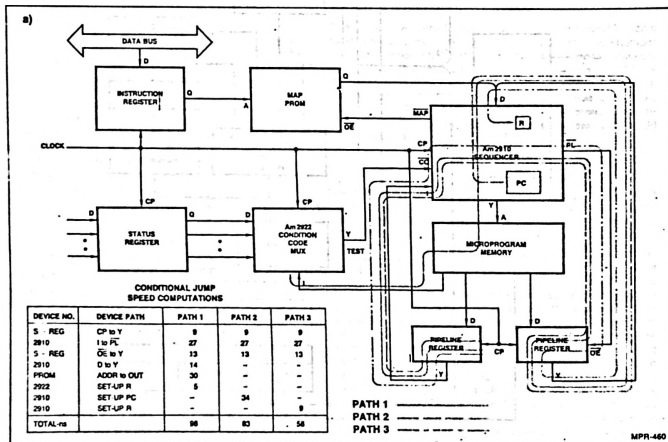 a)
DATA BUS
D
INSTRUCTION
REGISTER
Q
A
MAP
PROM
Q
MAP
OE
D
R
CLOCK
CP
CC
Am2910
SEQUENCER
PL
PC
CP
CP
Y
A
D
STATUS
REGISTER
Q
D
Am2922
CONDITION
CODE
MUX
Y
TEST
I
MICROPROGRAM
MEMORY
D
D
PIPELINE
REGISTER
CP
PIPELINE
REGISTER
OE
Y
Y
CONDITIONAL JUMP
SPEED COMPUTATIONS
DEVICE NO. DEVICE PATH PATH 1 PATH 2 PATH 3
S - REG CP to Y 9 9 9
2910 I to PL 27 27 27
S - REG OE to Y 13 13 13
2910 D to Y 14 – –
PROM ADDR to OUT 30 – –
2922 SET-UP R 5 – –
2910 SET-UP PC – 34 –
2910 SET-UP R – – 9
TOTAL-ns 98 83 58
PATH 1
PATH 2
PATH 3
MPR-460